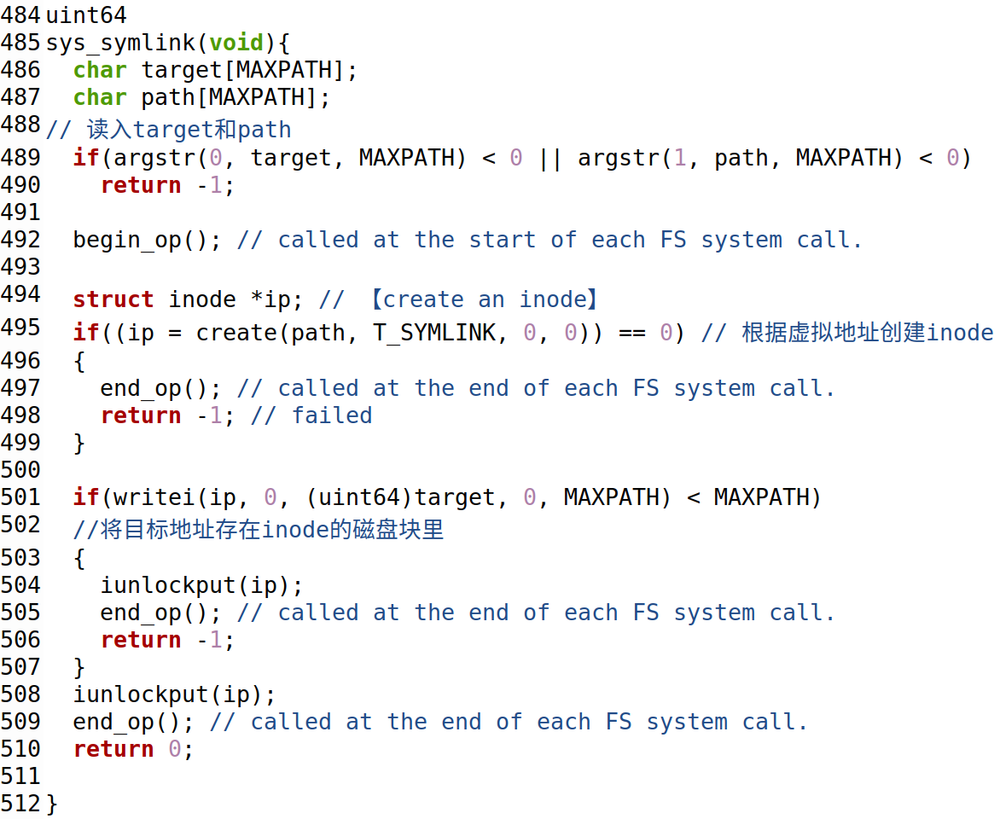 484 uint64
485 sys_symlink(void){
486   char target[MAXPATH];
487   char path[MAXPATH];
488 // 读入target和path
489   if(argstr(0, target, MAXPATH) < 0 || argstr(1, path, MAXPATH) < 0)
490     return -1;
491
492   begin_op(); // called at the start of each FS system call.
493
494   struct inode *ip; // 【create an inode】
495   if((ip = create(path, T_SYMLINK, 0, 0)) == 0) // 根据虚拟地址创建inode
496   {
497     end_op(); // called at the end of each FS system call.
498     return -1; // failed
499   }
500
501   if(writei(ip, 0, (uint64)target, 0, MAXPATH) < MAXPATH)
502   //将目标地址存在inode的磁盘块里
503   {
504     iunlockput(ip);
505     end_op(); // called at the end of each FS system call.
506     return -1;
507   }
508   iunlockput(ip);
509   end_op(); // called at the end of each FS system call.
510   return 0;
511
512 }